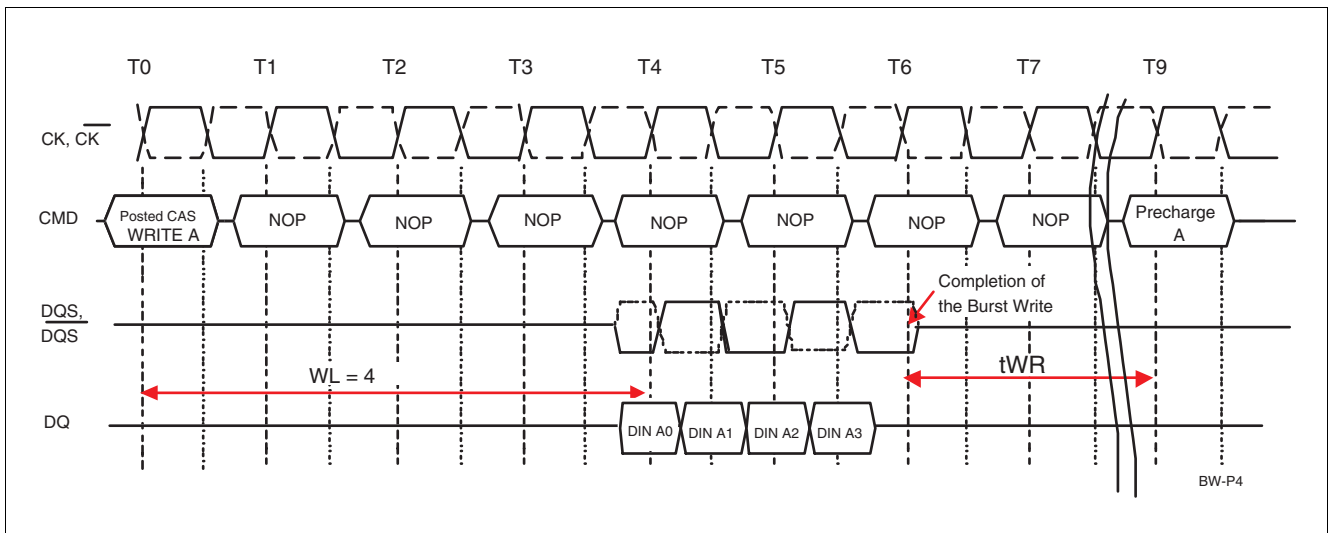 T0 T1 T2 T3 T4 T5 T6 T7 T9
CK, C̅K̅
CMD
Posted CAS
WRITE A
NOP
NOP
NOP
NOP
NOP
NOP
NOP
Precharge
A
DQS,
D̅Q̅S̅
Completion of
the Burst Write
WL = 4
tWR
DQ
DIN A0
DIN A1
DIN A2
DIN A3
BW-P4